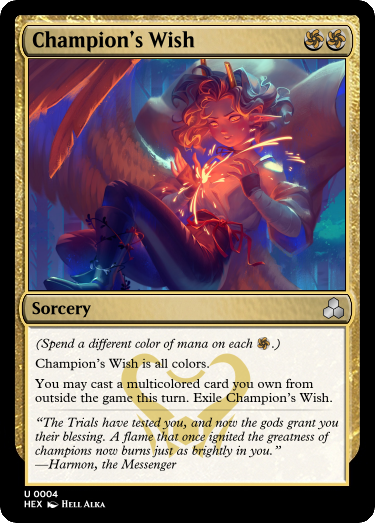 Champion's Wish
Sorcery
(Spend a different color of mana on each .)
Champion's Wish is all colors.
You may cast a multicolored card you own from
outside the game this turn. Exile Champion's Wish.
“The Trials have tested you, and now the gods grant you
their blessing. A flame that once ignited the greatness of
champions now burns just as brightly in you.”
—Harmon, the Messenger
U 0004
HEX HELL ALKA